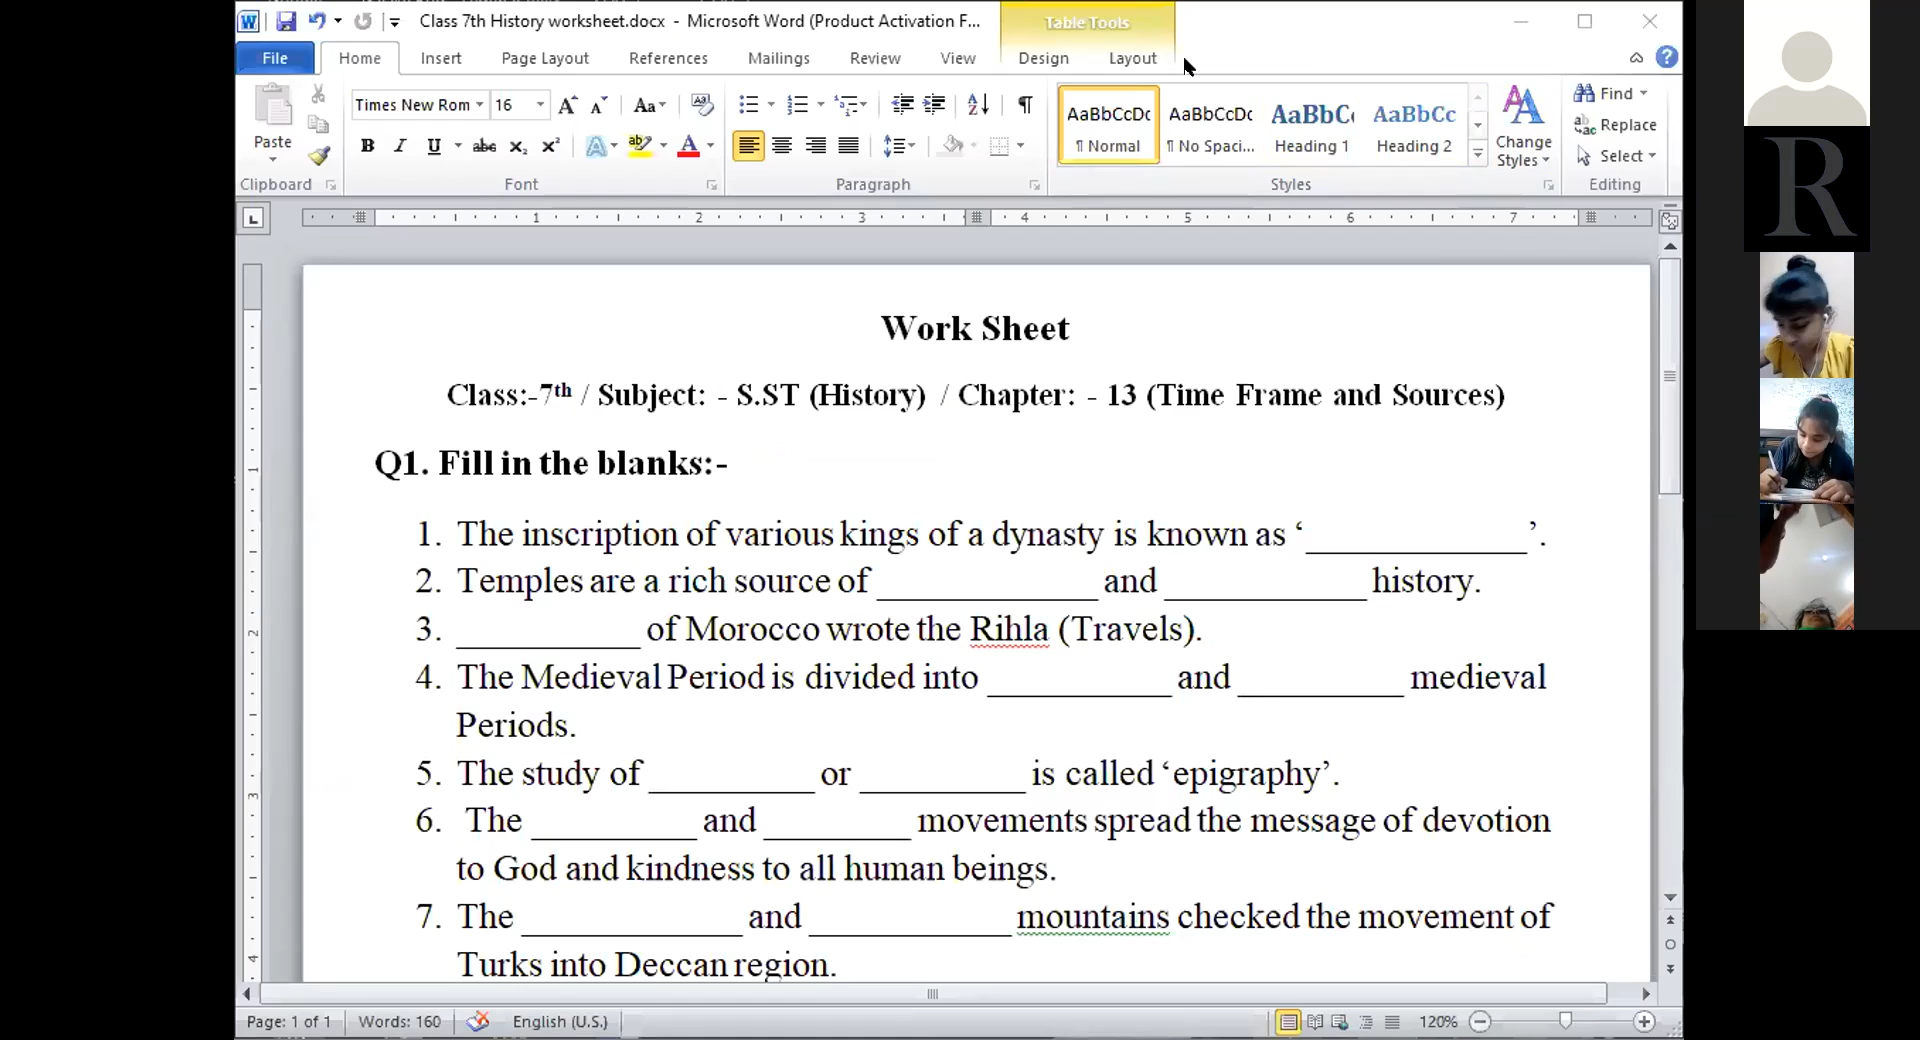 Class 7th History worksheet.docx - Microsoft Word (Product Activation F...
Table Tools
File Home Insert Page Layout References Mailings Review View Design Layout
Paste
Times New Rom 16
AaBbCcDc AaBbCcDc AaBbC AaBbCc
¶ Normal ¶ No Spaci... Heading 1 Heading 2
Change
Styles
Find
Replace
Select
Clipboard Font Paragraph Styles Editing
1 2 3 4 5 6 7
R
Work Sheet
Class:-7th / Subject: - S.ST (History) / Chapter: - 13 (Time Frame and Sources)
Q1. Fill in the blanks:-
1. The inscription of various kings of a dynasty is known as ‘____________’.
2. Temples are a rich source of ____________ and ___________ history.
3. __________ of Morocco wrote the Rihla (Travels).
4. The Medieval Period is divided into __________ and _________ medieval
Periods.
5. The study of _________ or _________ is called ‘epigraphy’.
6. The _________ and ________ movements spread the message of devotion
to God and kindness to all human beings.
7. The ____________ and ___________ mountains checked the movement of
Turks into Deccan region.
Page: 1 of 1 Words: 160 English (U.S.) 120%